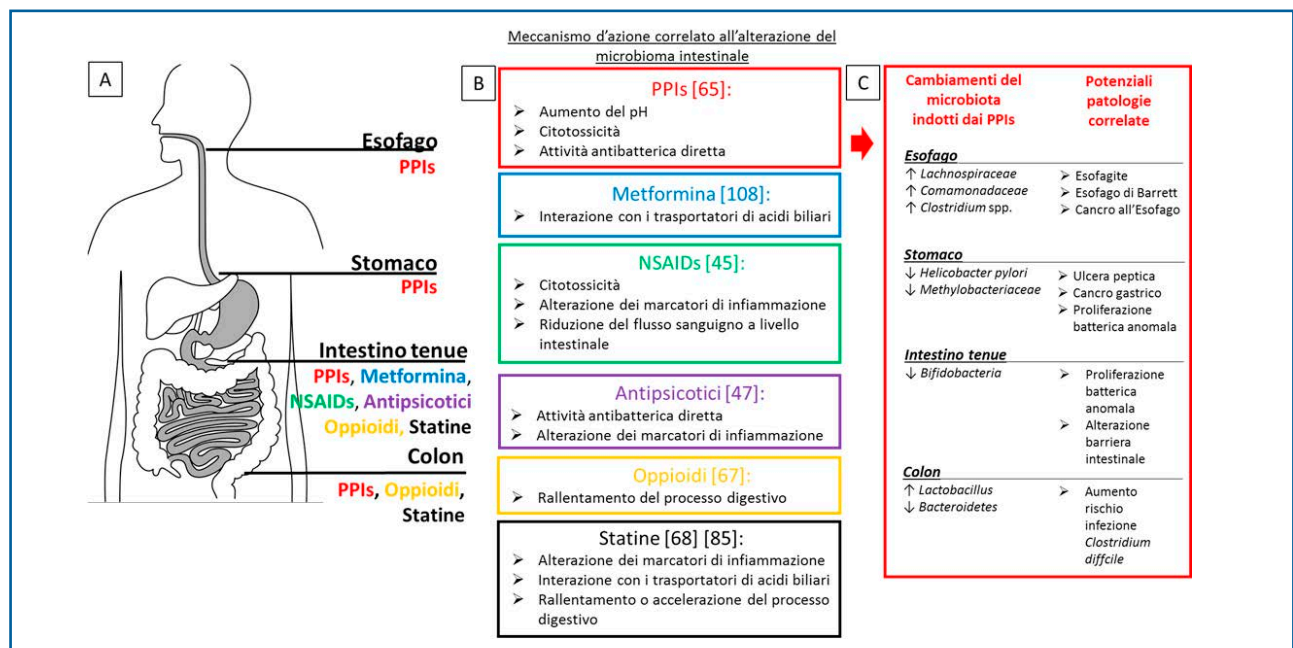 A
Esofago
PPIs
Stomaco
PPIs
Intestino tenue
PPIs, Metformina,
NSAIDs, Antipsicotici
Oppioidi, Statine
Colon
PPIs, Oppioidi,
Statine
Meccanismo d'azione correlato all'alterazione del
microbioma intestinale
B
PPIs [65]:
➢ Aumento del pH
➢ Citotossicità
➢ Attività antibatterica diretta
Metformina [108]:
➢ Interazione con i trasportatori di acidi biliari
NSAIDs [45]:
➢ Citotossicità
➢ Alterazione dei marcatori di infiammazione
➢ Riduzione del flusso sanguigno a livello
intestinale
Antipsicotici [47]:
➢ Attività antibatterica diretta
➢ Alterazione dei marcatori di infiammazione
Oppioidi [67]:
➢ Rallentamento del processo digestivo
Statine [68] [85]:
➢ Alterazione dei marcatori di infiammazione
➢ Interazione con i trasportatori di acidi biliari
➢ Rallentamento o accelerazione del processo
digestivo
C
Cambiamenti del
microbiota
indotti dai PPIs
Potenziali
patologie
correlate
Esofago
↑ Lachnospiraceae
↑ Comamonadaceae
↑ Clostridium spp.
➢ Esofagite
➢ Esofago di Barrett
➢ Cancro all'Esofago
Stomaco
↓ Helicobacter pylori
↓ Methylobacteriaceae
➢ Ulcera peptica
➢ Cancro gastrico
➢ Proliferazione
batterica anomala
Intestino tenue
↓ Bifidobacteria
➢ Proliferazione
batterica
anomala
➢ Alterazione
barriera
intestinale
Colon
↑ Lactobacillus
↓ Bacteroidetes
➢ Aumento
rischio
infezione
Clostridium
diffcile